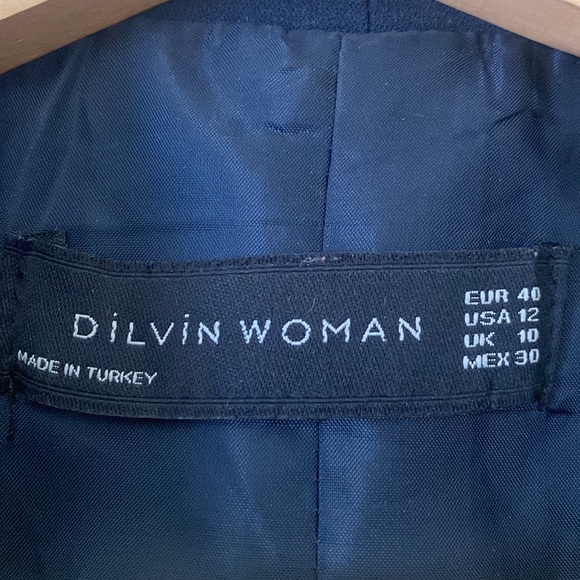 DİLVİN WOMAN
MADE IN TURKEY
EUR 40
USA 12
UK 10
MEX 30